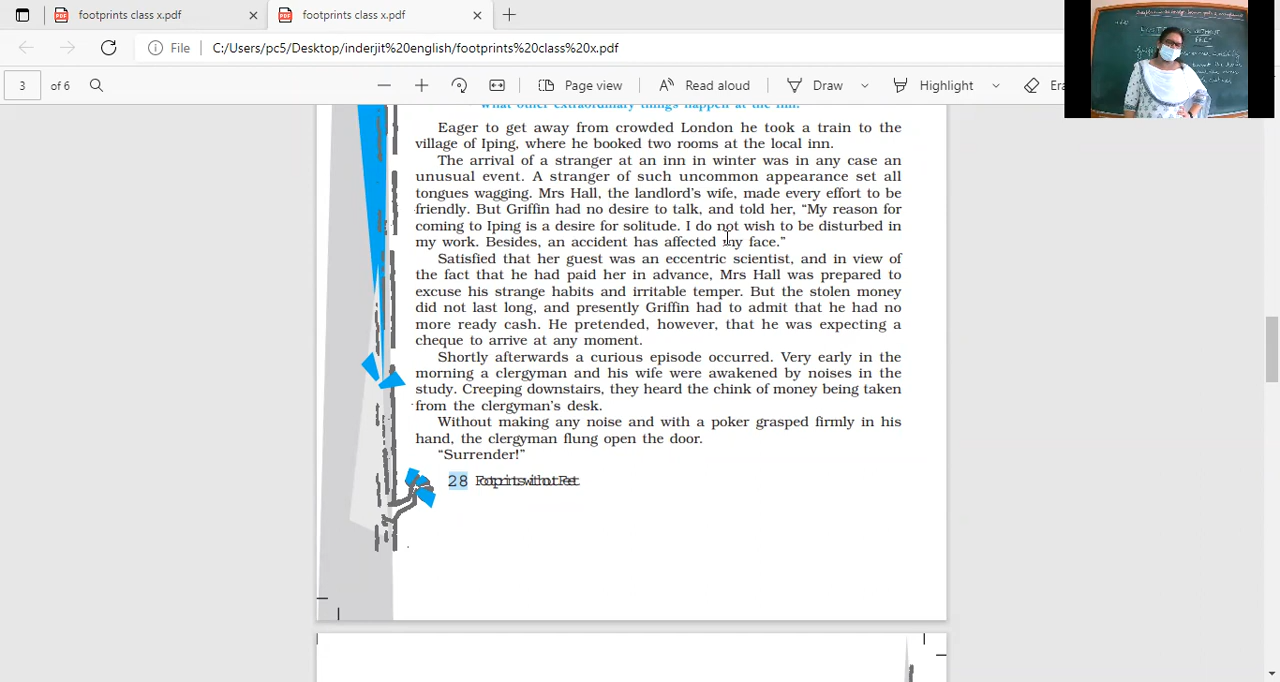 footprints class x.pdf
footprints class x.pdf
File C:/Users/pc5/Desktop/inderjit%20english/footprints%20class%20x.pdf
3 of 6 Page view Read aloud Draw Highlight
What other extraordinary things happen at the inn?
Eager to get away from crowded London he took a train to the
village of Iping, where he booked two rooms at the local inn.
The arrival of a stranger at an inn in winter was in any case an
unusual event. A stranger of such uncommon appearance set all
tongues wagging. Mrs Hall, the landlord’s wife, made every effort to be
friendly. But Griffin had no desire to talk, and told her, “My reason for
coming to Iping is a desire for solitude. I do not wish to be disturbed in
my work. Besides, an accident has affected my face.”
Satisfied that her guest was an eccentric scientist, and in view of
the fact that he had paid her in advance, Mrs Hall was prepared to
excuse his strange habits and irritable temper. But the stolen money
did not last long, and presently Griffin had to admit that he had no
more ready cash. He pretended, however, that he was expecting a
cheque to arrive at any moment.
Shortly afterwards a curious episode occurred. Very early in the
morning a clergyman and his wife were awakened by noises in the
study. Creeping downstairs, they heard the chink of money being taken
from the clergyman’s desk.
Without making any noise and with a poker grasped firmly in his
hand, the clergyman flung open the door.
“Surrender!”
28